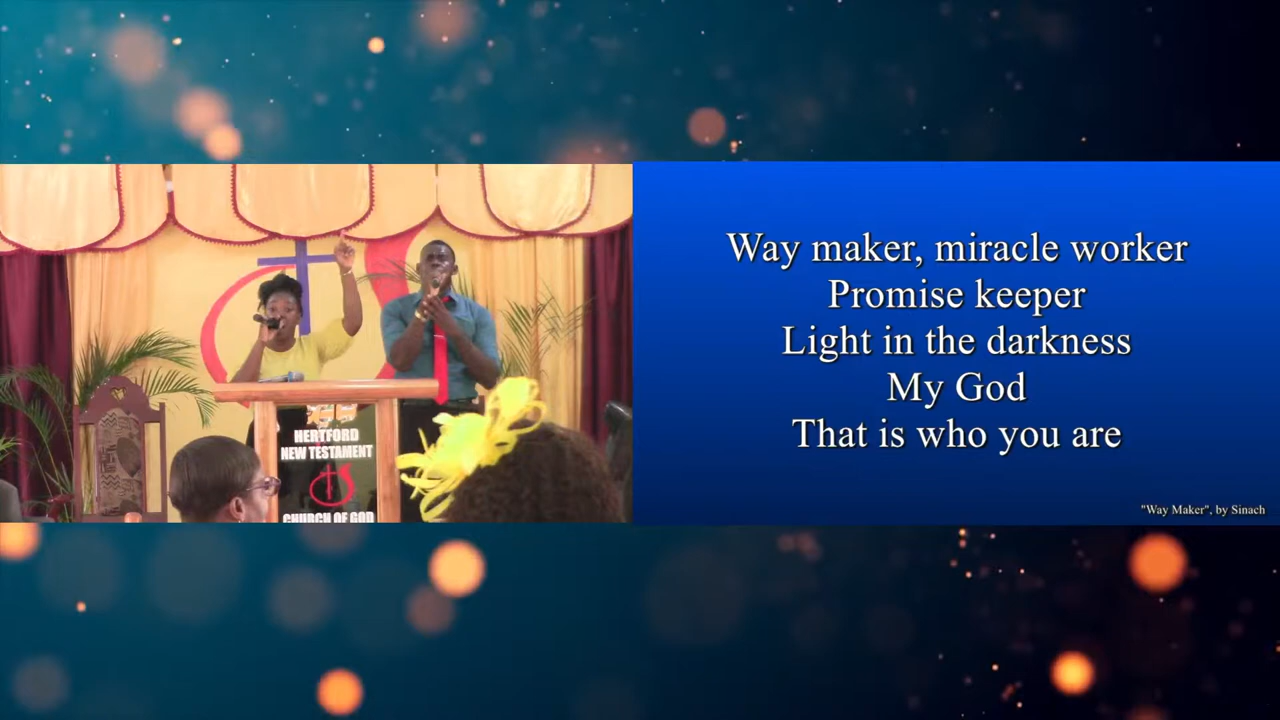 HERTFORD
NEW TESTAMENT
CHURCH OF GOD
Way maker, miracle worker
Promise keeper
Light in the darkness
My God
That is who you are
"Way Maker", by Sinach